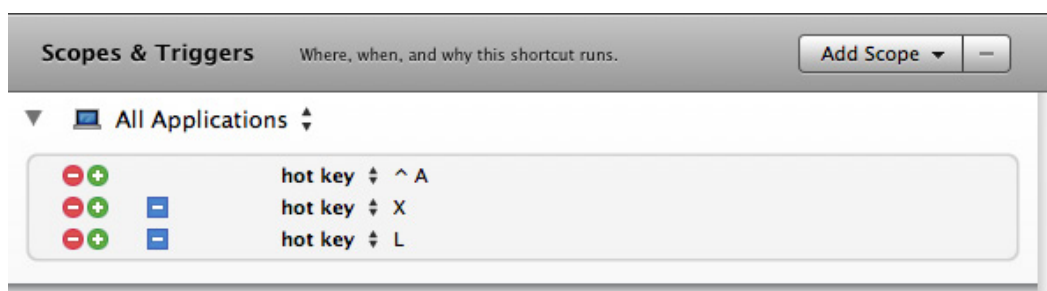 Scopes & Triggers Where, when, and why this shortcut runs. Add Scope
All Applications
hot key ^ A
hot key X
hot key L